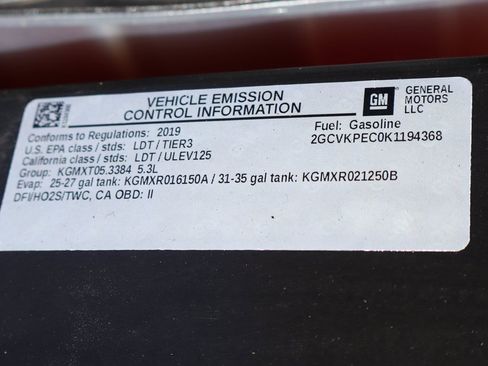 VEHICLE EMISSION
CONTROL INFORMATION
GM
GENERAL
MOTORS
LLC
Conforms to Regulations: 2019
U.S. EPA class / stds: LDT / TIER3
California class / stds: LDT / ULEV125
Group: KGMXT05.3384 5.3L
Evap: 25-27 gal tank: KGMXR016150A / 31-35 gal tank: KGMXR021250B
DFI/HO2S/TWC, CA OBD: II
Fuel: Gasoline
2GCVKPEC0K1194368